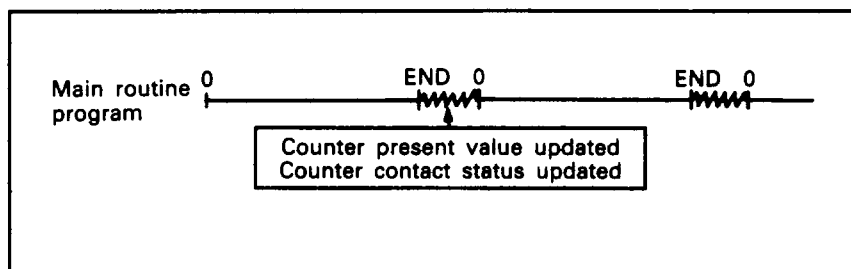 0 END 0 END 0
Main routine
program
Counter present value updated
Counter contact status updated